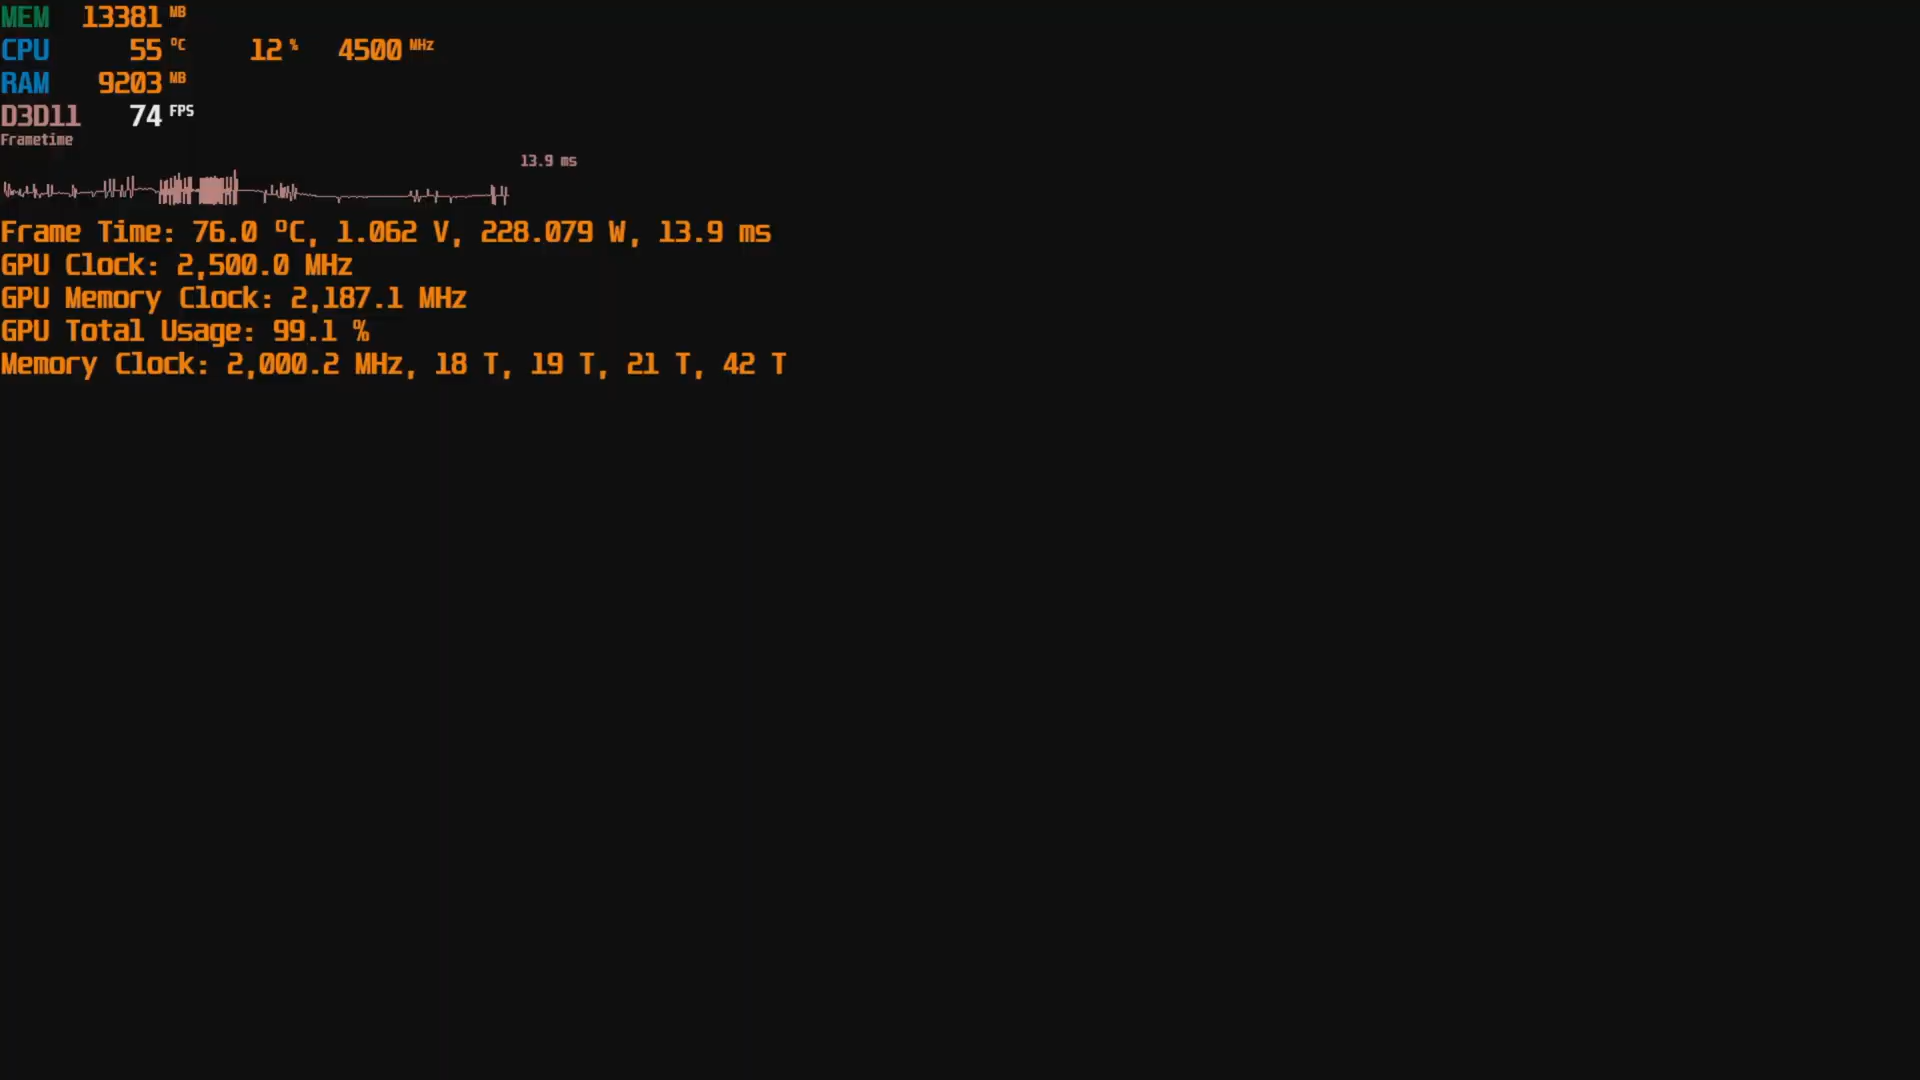 MEM 13381 MB
CPU 55 °C 12 % 4500 MHz
RAM 9203 MB
D3D11 74 FPS
Frametime
13.9 ms
Frame Time: 76.0 °C, 1.062 V, 228.079 W, 13.9 ms
GPU Clock: 2,500.0 MHz
GPU Memory Clock: 2,187.1 MHz
GPU Total Usage: 99.1 %
Memory Clock: 2,000.2 MHz, 18 T, 19 T, 21 T, 42 T